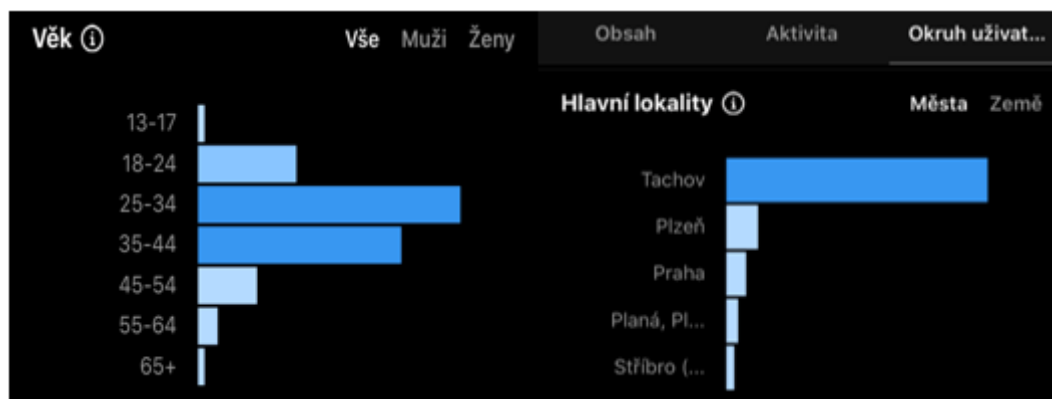 Věk ⓘ Vše Muži Ženy
13-17
18-24
25-34
35-44
45-54
55-64
65+
Obsah Aktivita Okruh uživat...
Hlavní lokality ⓘ Města Země
Tachov
Plzeň
Praha
Planá, Pl...
Stříbro (...